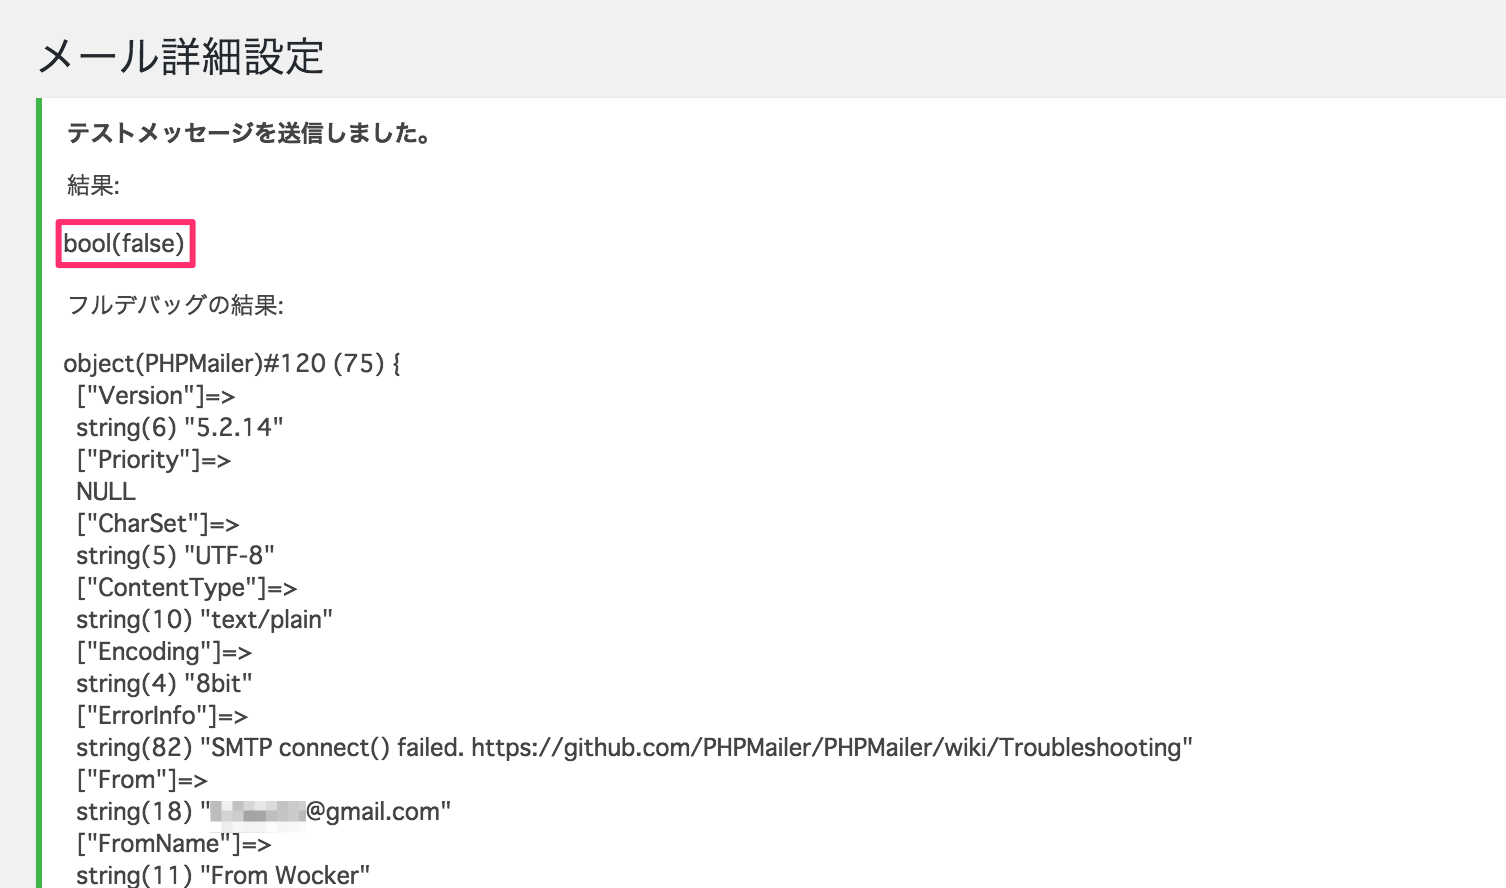 メール詳細設定
テストメッセージを送信しました。
結果:
bool(false)
フルデバッグの結果:
object(PHPMailer)#120 (75) {
["Version"]=>
string(6) "5.2.14"
["Priority"]=>
NULL
["CharSet"]=>
string(5) "UTF-8"
["ContentType"]=>
string(10) "text/plain"
["Encoding"]=>
string(4) "8bit"
["ErrorInfo"]=>
string(82) "SMTP connect() failed. https://github.com/PHPMailer/PHPMailer/wiki/Troubleshooting"
["From"]=>
string(18) "@gmail.com"
["FromName"]=>
string(11) "From Wocker"